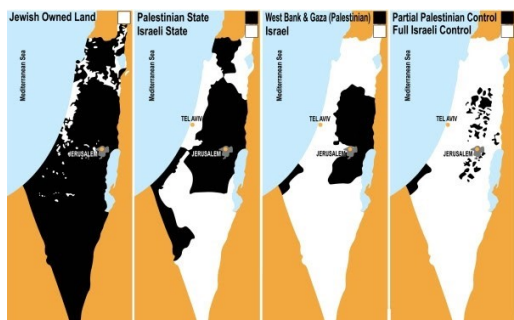 Jewish Owned Land
Mediterranean Sea
JERUSALEM
Palestinian State
Israeli State
Mediterranean Sea
TEL AVIV
JERUSALEM
West Bank & Gaza (Palestinian)
Israel
Mediterranean Sea
TEL AVIV
JERUSALEM
Partial Palestinian Control
Full Israeli Control
Mediterranean Sea
TEL AVIV
JERUSALEM